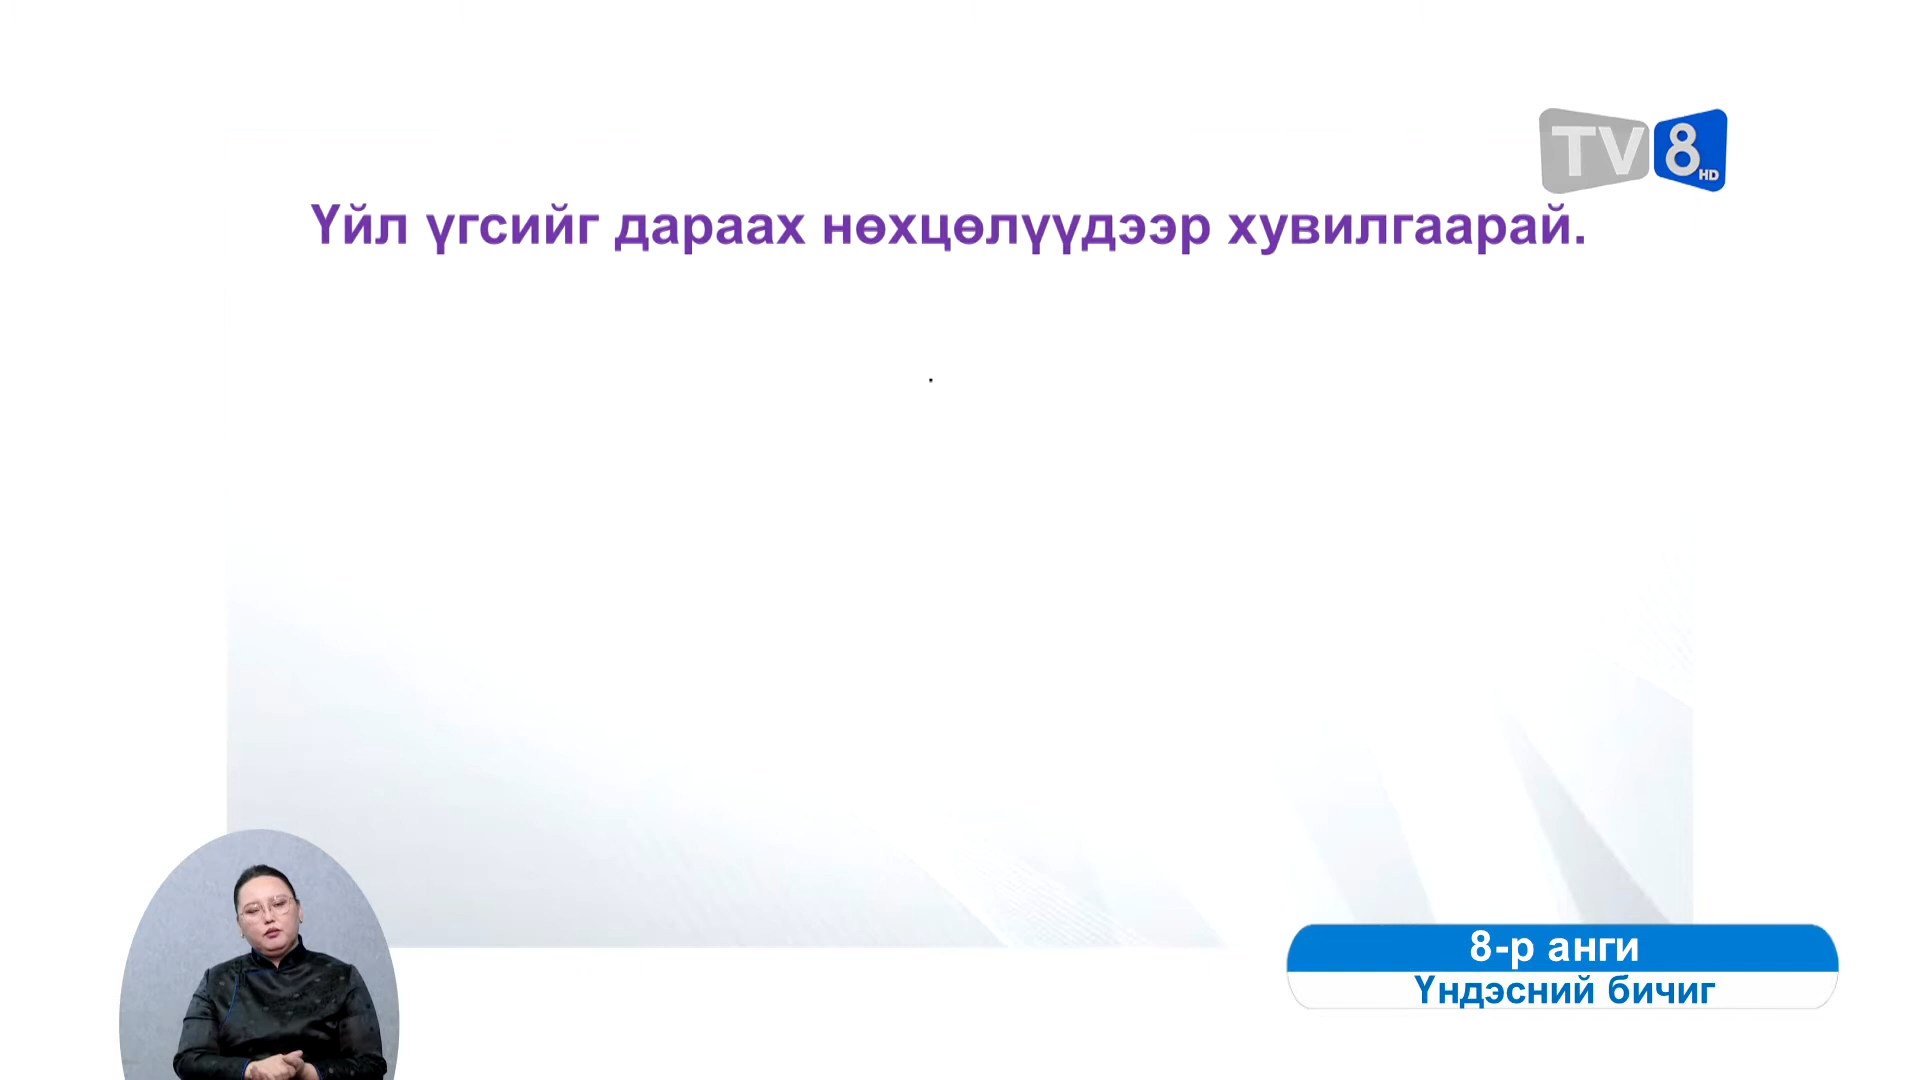 TV8 HD
Үйл үгсийг дараах нөхцөлүүдээр хувилгаарай.
8-р анги
Үндэсний бичиг